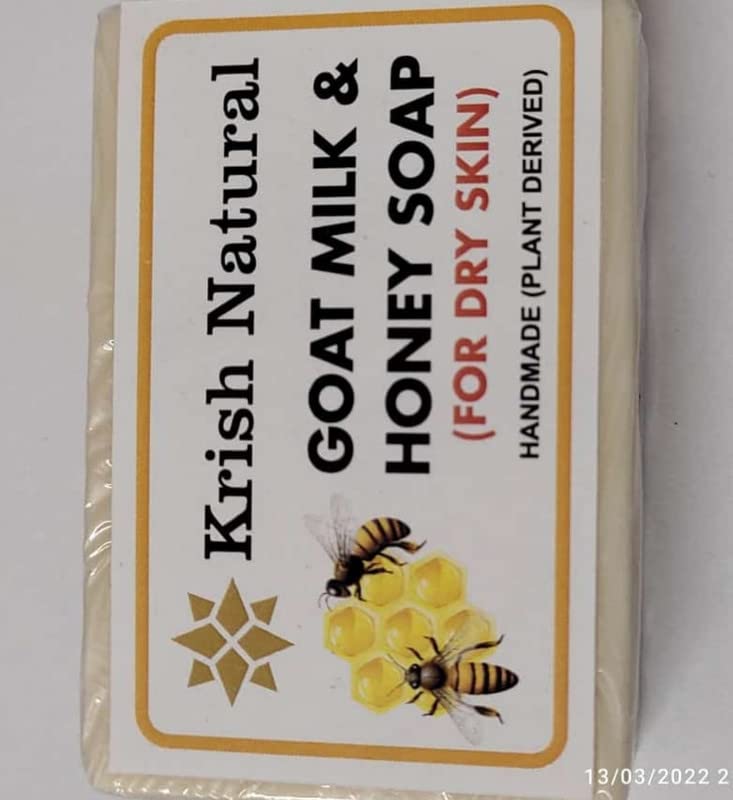 Krish Natural
GOAT MILK &
HONEY SOAP
(FOR DRY SKIN)
HANDMADE (PLANT DERIVED)
13/03/2022 2